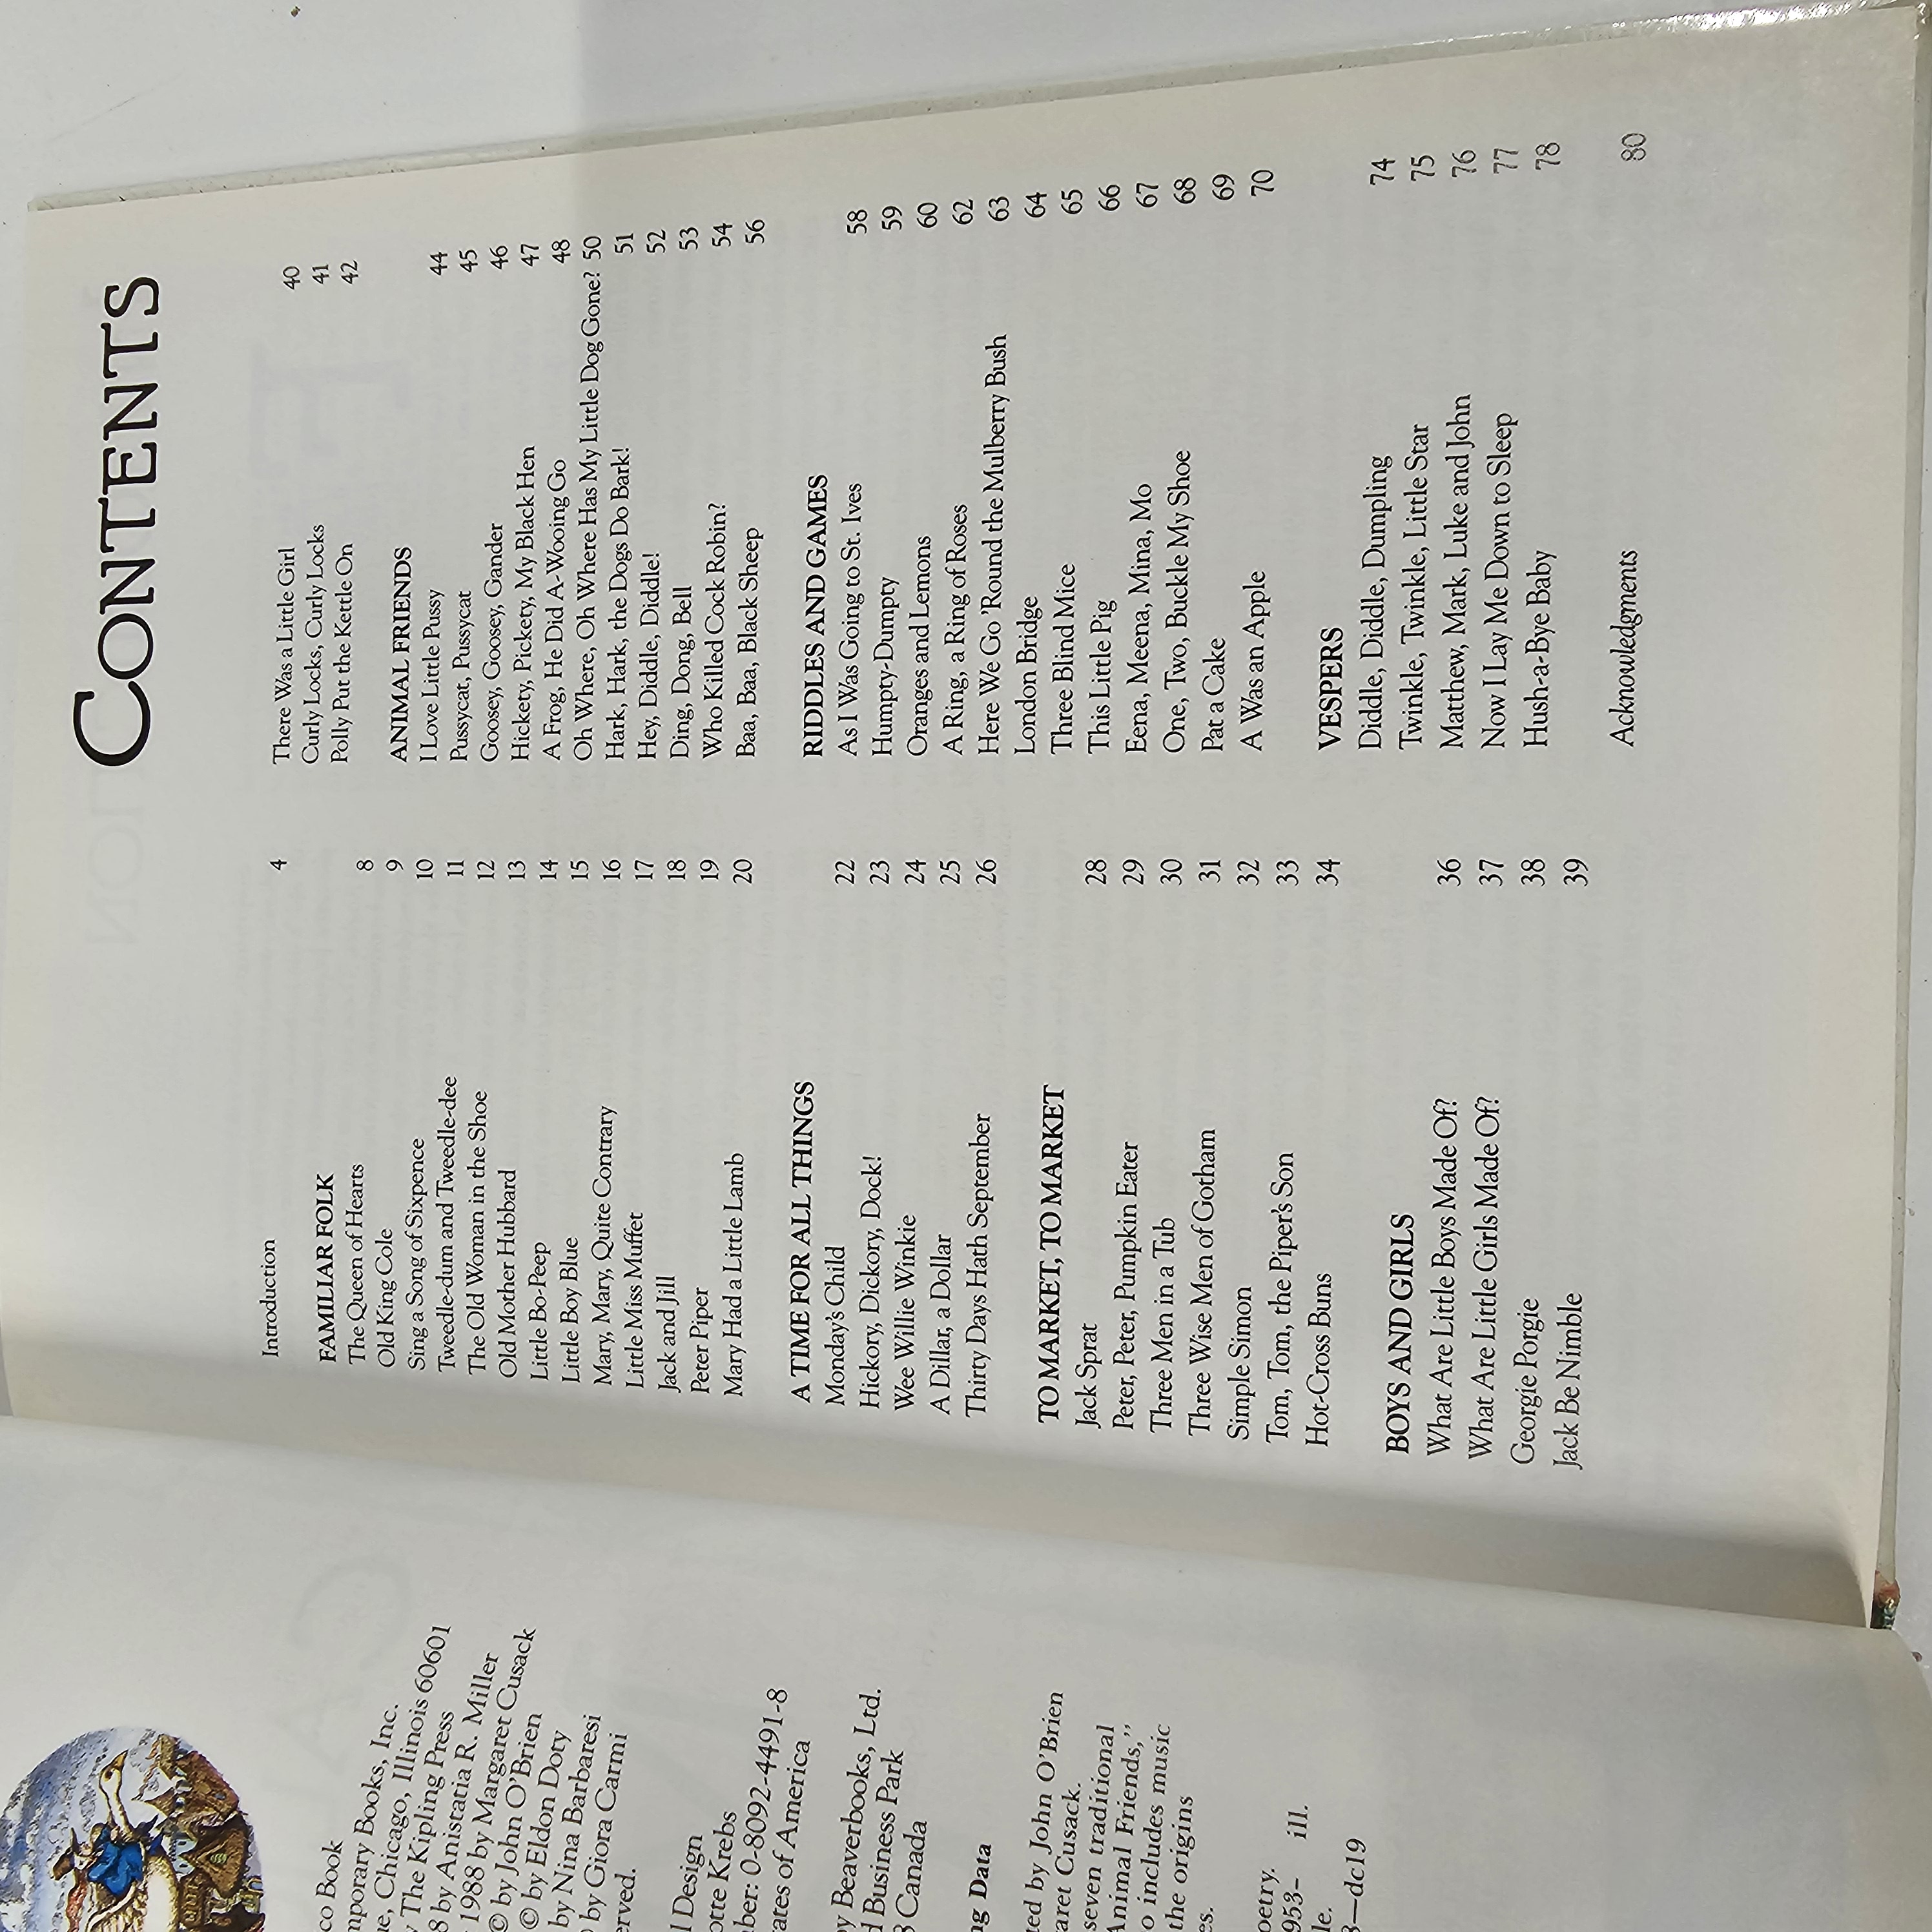 co Book
mporary Books, Inc.
ue, Chicago, Illinois 60601
y The Kipling Press
8 by Anistatia R. Miller
1988 by Margaret Cusack
© by John O'Brien
© by Eldon Doty
by Nina Barbaresi
by Giora Carmi
erved.
l Design
otte Krebs
ber: 0-8092-4491-8
ates of America
by Beaverbooks, Ltd.
d Business Park
8 Canada
ng Data
ted by John O'Brien
garet Cusack.
seven traditional
Animal Friends,"
o includes music
the origins
es.
oetry.
953-    ill.
le.
8—dc19
CONTENTS
Introduction 4
FAMILIAR FOLK
The Queen of Hearts 8
Old King Cole 9
Sing a Song of Sixpence 10
Tweedle-dum and Tweedle-dee 11
The Old Woman in the Shoe 12
Old Mother Hubbard 13
Little Bo-Peep 14
Little Boy Blue 15
Mary, Mary, Quite Contrary 16
Little Miss Muffet 17
Jack and Jill 18
Peter Piper 19
Mary Had a Little Lamb 20
A TIME FOR ALL THINGS
Monday's Child 22
Hickory, Dickory, Dock! 23
Wee Willie Winkie 24
A Dillar, a Dollar 25
Thirty Days Hath September 26
TO MARKET, TO MARKET
Jack Sprat 28
Peter, Peter, Pumpkin Eater 29
Three Men in a Tub 30
Three Wise Men of Gotham 31
Simple Simon 32
Tom, Tom, the Piper's Son 33
Hot-Cross Buns 34
BOYS AND GIRLS
What Are Little Boys Made Of? 36
What Are Little Girls Made Of? 37
Georgie Porgie 38
Jack Be Nimble 39
There Was a Little Girl 40
Curly Locks, Curly Locks 41
Polly Put the Kettle On 42
ANIMAL FRIENDS
I Love Little Pussy 44
Pussycat, Pussycat 45
Goosey, Goosey, Gander 46
Hickety, Pickety, My Black Hen 47
A Frog, He Did A-Wooing Go 48
Oh Where, Oh Where Has My Little Dog Gone? 50
Hark, Hark, the Dogs Do Bark! 51
Hey, Diddle, Diddle! 52
Ding, Dong, Bell 53
Who Killed Cock Robin? 54
Baa, Baa, Black Sheep 56
RIDDLES AND GAMES
As I Was Going to St. Ives 58
Humpty-Dumpty 59
Oranges and Lemons 60
A Ring, a Ring of Roses 62
Here We Go 'Round the Mulberry Bush 63
London Bridge 64
Three Blind Mice 65
This Little Pig 66
Eena, Meena, Mina, Mo 67
One, Two, Buckle My Shoe 68
Pat a Cake 69
A Was an Apple 70
VESPERS
Diddle, Diddle, Dumpling 74
Twinkle, Twinkle, Little Star 75
Matthew, Mark, Luke and John 76
Now I Lay Me Down to Sleep 77
Hush-a-Bye Baby 78
Acknowledgments 80